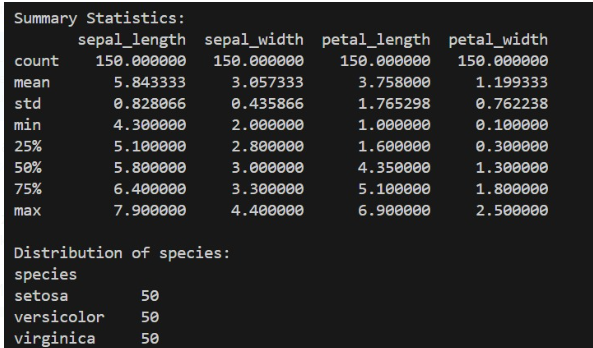 Summary Statistics:
sepal_length sepal_width petal_length petal_width
count 150.000000 150.000000 150.000000 150.000000
mean 5.843333 3.057333 3.758000 1.199333
std 0.828066 0.435866 1.765298 0.762238
min 4.300000 2.000000 1.000000 0.100000
25% 5.100000 2.800000 1.600000 0.300000
50% 5.800000 3.000000 4.350000 1.300000
75% 6.400000 3.300000 5.100000 1.800000
max 7.900000 4.400000 6.900000 2.500000
Distribution of species:
species
setosa 50
versicolor 50
virginica 50